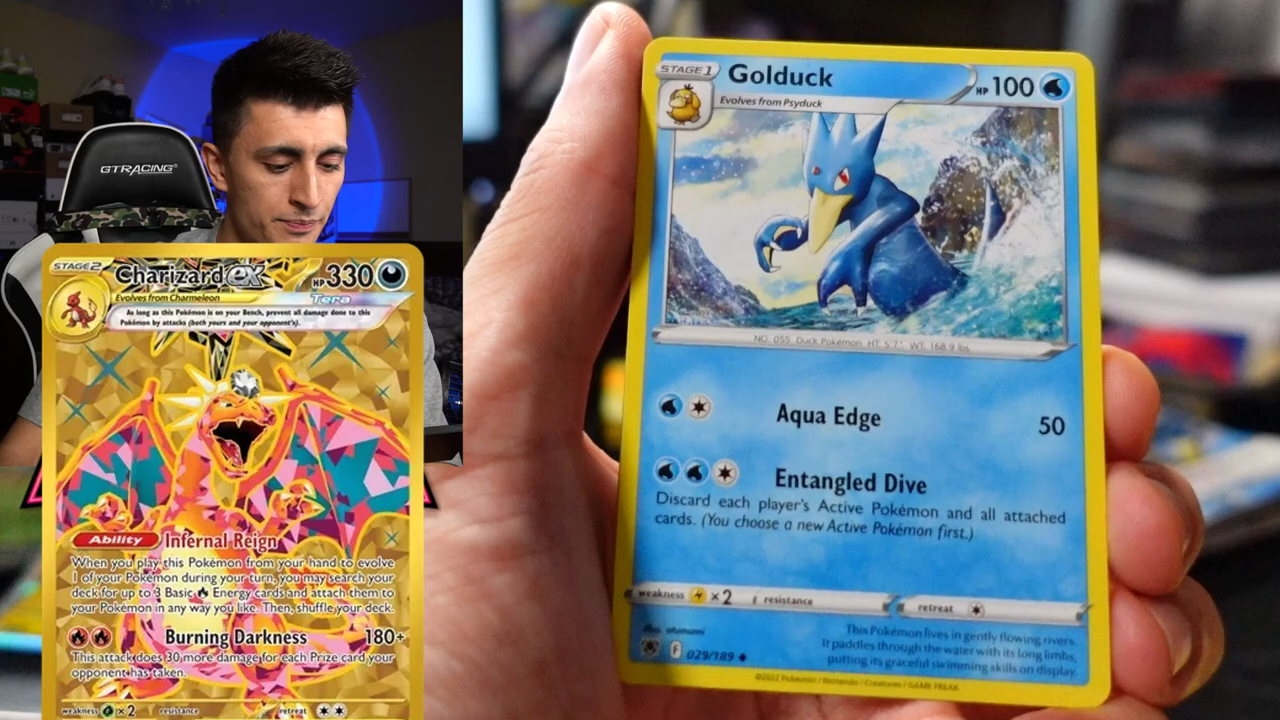 GTRACING
STAGE2
Charizard ex
HP 330
Evolves from Charmeleon
Tera
As long as this Pokémon is on your Bench, prevent all damage done to this
Pokémon by attacks (both yours and your opponent's).
Ability Infernal Reign
When you play this Pokémon from your hand to evolve
1 of your Pokémon during your turn, you may search your
deck for up to 3 Basic Energy cards and attach them to
your Pokémon in any way you like. Then, shuffle your deck.
Burning Darkness 180+
This attack does 30 more damage for each Prize card your
opponent has taken.
weakness ×2 resistance retreat
STAGE 1
Golduck
HP 100
Evolves from Psyduck
NO. 055 Duck Pokémon HT: 5'7" WT: 168.9 lbs.
Aqua Edge 50
Entangled Dive
Discard each player's Active Pokémon and all attached
cards. (You choose a new Active Pokémon first.)
weakness ×2 resistance retreat
This Pokémon lives in gently flowing rivers.
It paddles through the water with its long limbs,
putting its graceful swimming skills on display.
F 029/189
©2022 Pokémon / Nintendo / Creatures / GAME FREAK